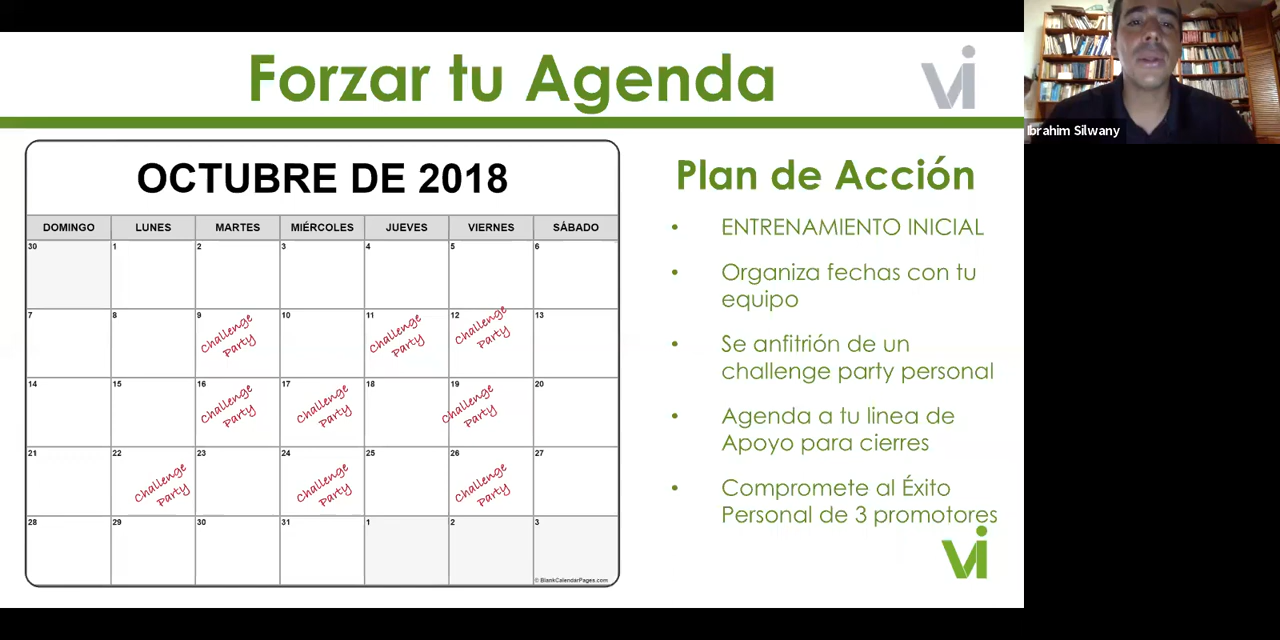 Forzar tu Agenda
vi
Ibrahim Silwany
OCTUBRE DE 2018
DOMINGO LUNES MARTES MIÉRCOLES JUEVES VIERNES SÁBADO
30 1 2 3 4 5 6
7 8 9 10 11 12 13
Challenge Party
Challenge Party
Challenge Party
14 15 16 17 18 19 20
Challenge Party
Challenge Party
Challenge Party
21 22 23 24 25 26 27
Challenge Party
Challenge Party
Challenge Party
28 29 30 31 1 2 3
© BlankCalendarPages.com
Plan de Acción
• ENTRENAMIENTO INICIAL
• Organiza fechas con tu
equipo
• Se anfitrión de un
challenge party personal
• Agenda a tu linea de
Apoyo para cierres
• Compromete al Éxito
Personal de 3 promotores
vi